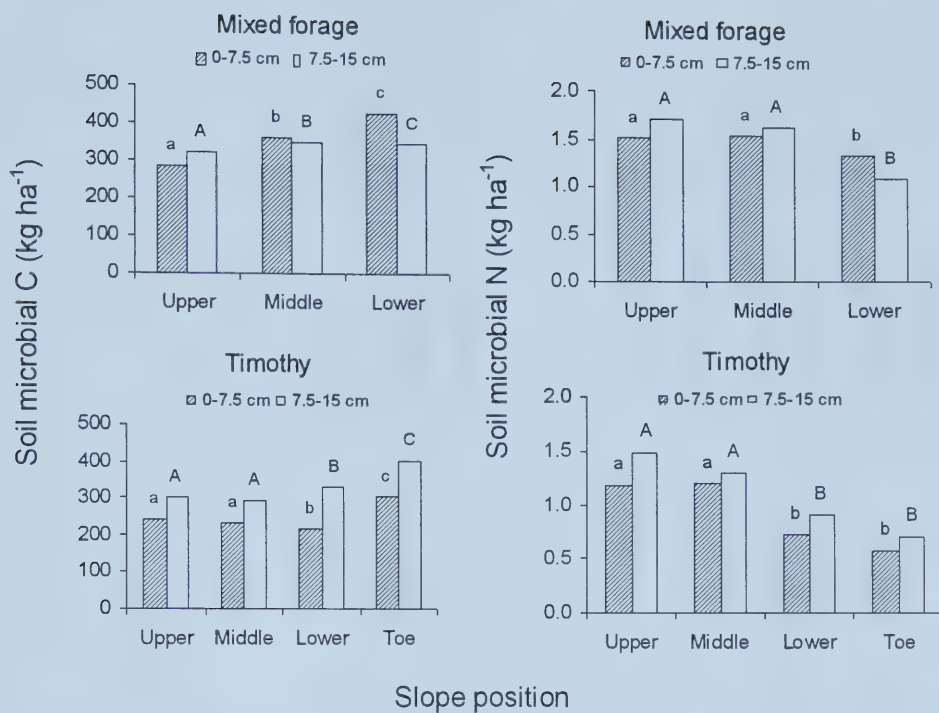 Mixed forage
0-7.5 cm 7.5-15 cm
Soil microbial C (kg ha⁻¹)
500
400
300
200
100
0
a A b B c C
Upper Middle Lower
Timothy
0-7.5 cm 7.5-15 cm
500
400
300
200
100
0
a A a A b B c C
Upper Middle Lower Toe
Mixed forage
0-7.5 cm 7.5-15 cm
Soil microbial N (kg ha⁻¹)
2.0
1.5
1.0
0.5
0.0
a A a A b B
Upper Middle Lower
Timothy
0-7.5 cm 7.5-15 cm
2.0
1.5
1.0
0.5
0.0
a A a A b B b B
Upper Middle Lower Toe
Slope position